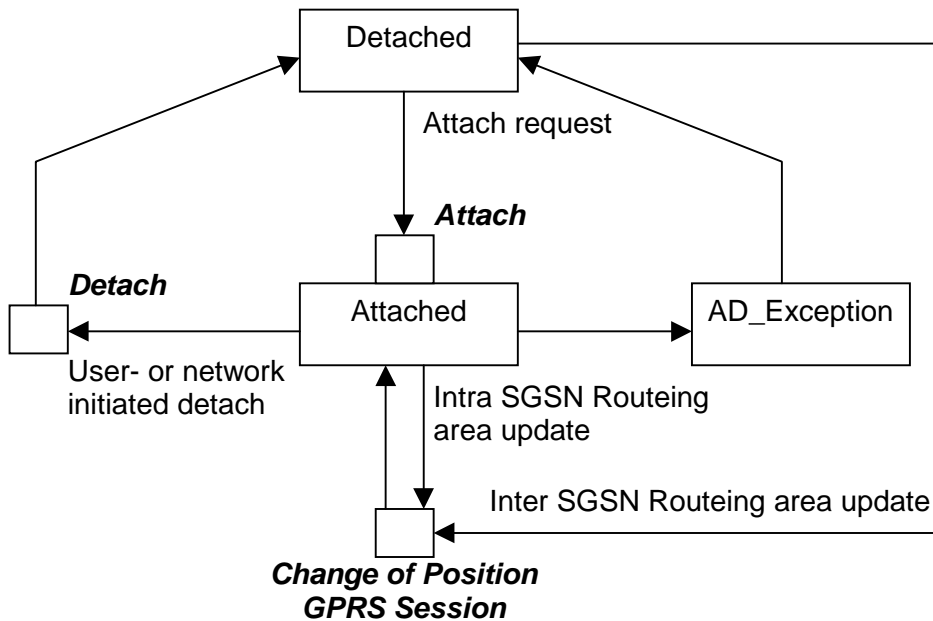 Detached
Attach request
Attach
Detach
Attached
AD_Exception
User- or network
initiated detach
Intra SGSN Routeing
area update
Inter SGSN Routeing area update
Change of Position
GPRS Session